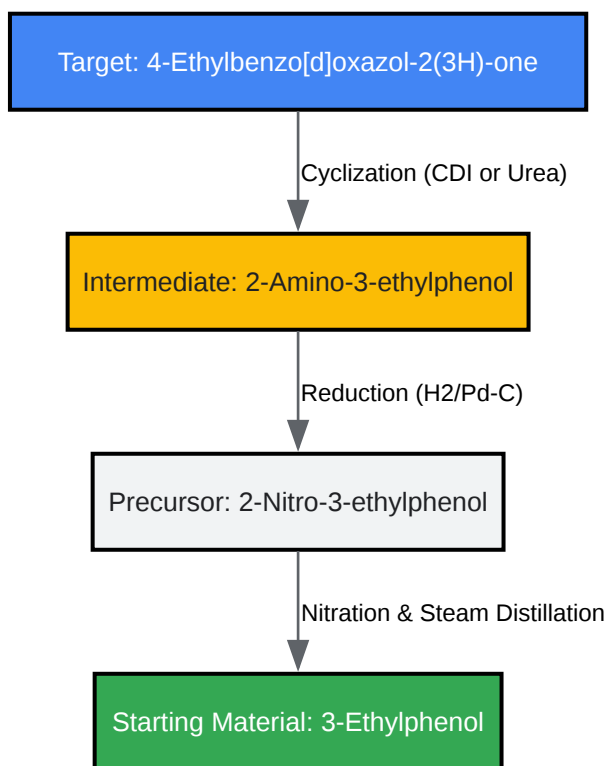 Target: 4-Ethylbenzo[d]oxazol-2(3H)-one
Cyclization (CDI or Urea)
Intermediate: 2-Amino-3-ethylphenol
Reduction (H2/Pd-C)
Precursor: 2-Nitro-3-ethylphenol
Nitration & Steam Distillation
Starting Material: 3-Ethylphenol